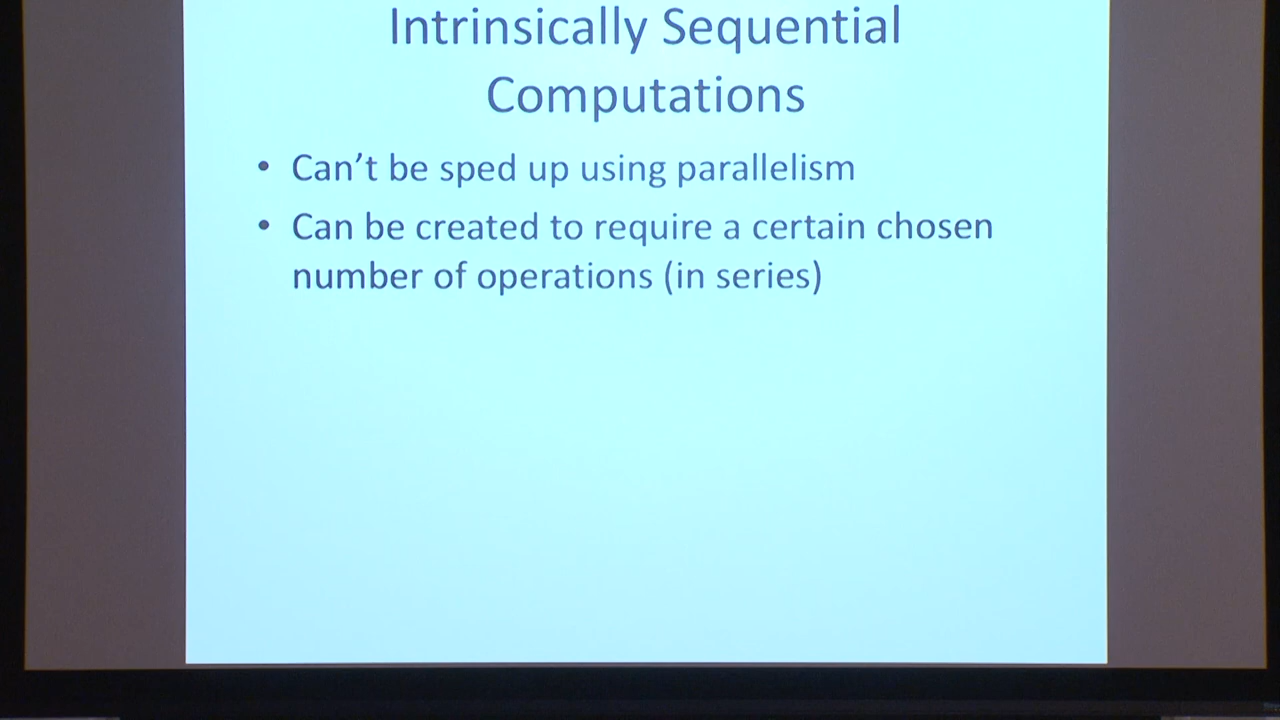 Intrinsically Sequential
Computations
• Can't be sped up using parallelism
• Can be created to require a certain chosen
number of operations (in series)